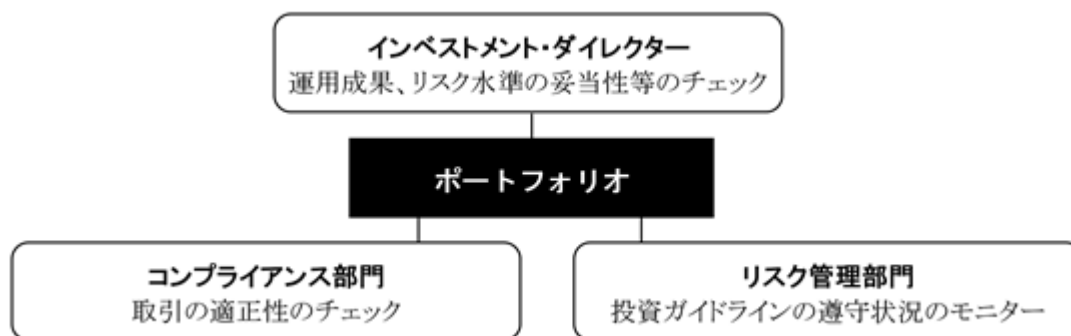 インベストメント・ダイレクター
運用成果、リスク水準の妥当性等のチェック
ポートフォリオ
コンプライアンス部門
取引の適正性のチェック
リスク管理部門
投資ガイドラインの遵守状況のモニター